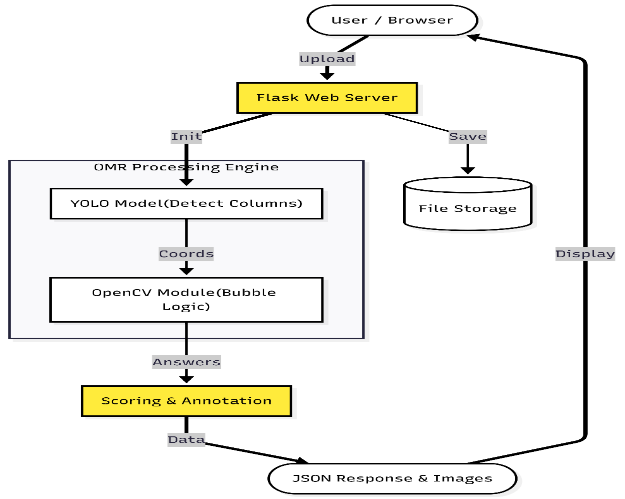 User / Browser
Upload
Flask Web Server
Init
Save
OMR Processing Engine
YOLO Model(Detect Columns)
File Storage
Coords
Display
OpenCV Module(Bubble
Logic)
Answers
Scoring & Annotation
Data
JSON Response & Images